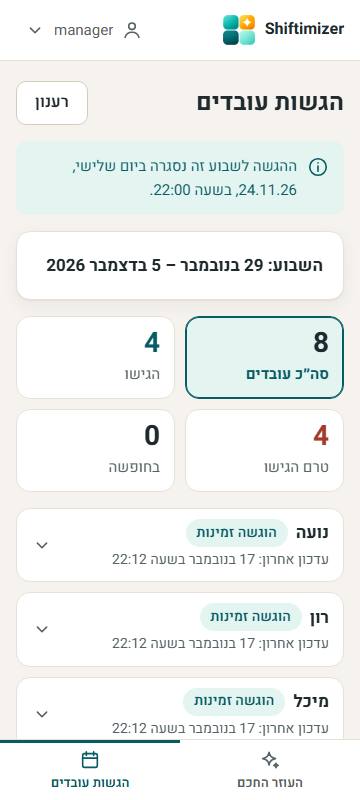 Shiftimizer
manager
הגשות עובדים
רענון
ההגשה לשבוע זה נסגרה ביום שלישי,
24.11.26, בשעה 22:00.
השבוע: 29 בנובמבר – 5 בדצמבר 2026
8
סה״כ עובדים
4
הגישו
4
טרם הגישו
0
בחופשה
נועה הוגשה זמינות
עדכון אחרון: 17 בנובמבר בשעה 22:12
רון הוגשה זמינות
עדכון אחרון: 17 בנובמבר בשעה 22:12
מיכל הוגשה זמינות
עדכון אחרון: 17 בנובמבר בשעה 22:12
העוזר החכם
הגשות עובדים